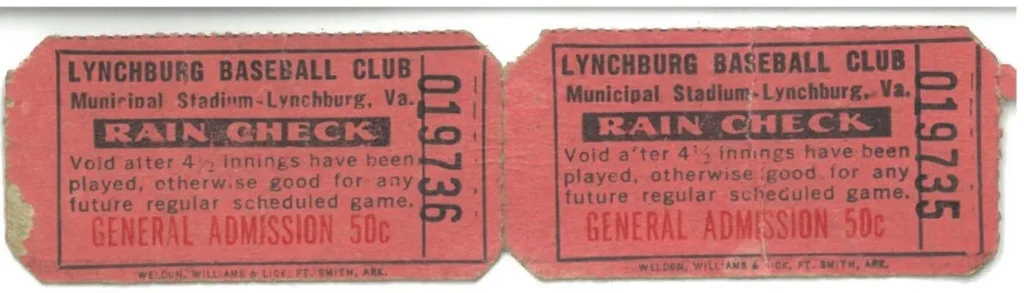 LYNCHBURG BASEBALL CLUB
Municipal Stadium-Lynchburg, Va.
RAIN CHECK
Void after 4½ innings have been
played, otherwise good for any
future regular scheduled game.
GENERAL ADMISSION 50c
019736
WELDON, WILLIAMS & LICK, FT. SMITH, ARK.
LYNCHBURG BASEBALL CLUB
Municipal Stadium-Lynchburg, Va.
RAIN CHECK
Void after 4½ innings have been
played, otherwise good for any
future regular scheduled game.
GENERAL ADMISSION 50c
019735
WELDON, WILLIAMS & LICK, FT. SMITH, ARK.